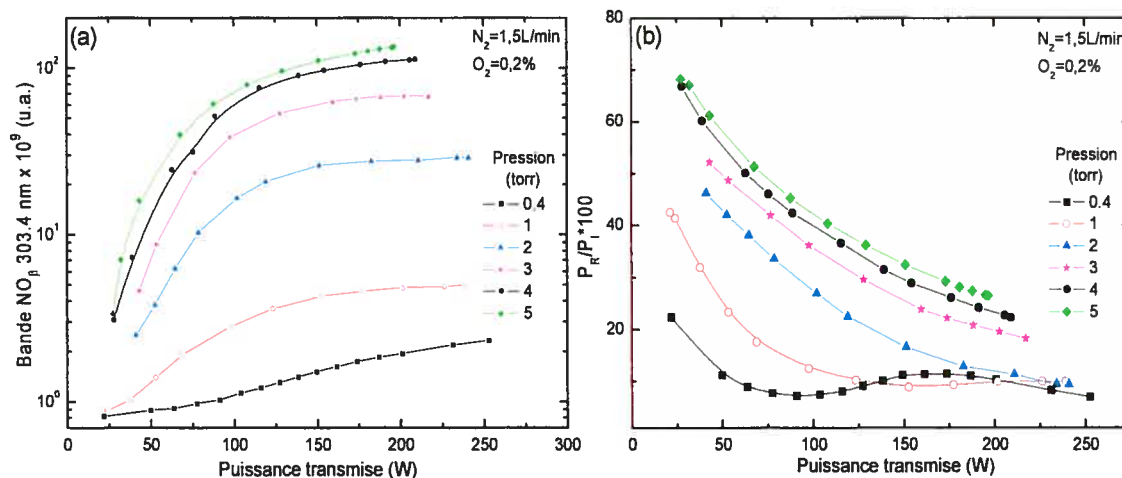 (a)
N₂=1,5L/min
O₂=0,2%
Bande NOβ 303.4 nm x 10⁹ (u.a.)
10²
10¹
10⁰
Pression
(torr)
0.4
1
2
3
4
5
0 50 100 150 200 250 300
Puissance transmise (W)
(b)
N₂=1,5L/min
O₂=0,2%
P_R/P_I*100
80
60
40
20
Pression
(torr)
0.4
1
2
3
4
5
0 50 100 150 200 250
Puissance transmise (W)